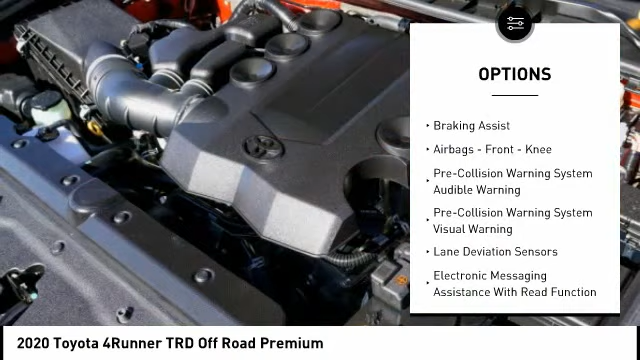 OPTIONS
Braking Assist
Airbags - Front - Knee
Pre-Collision Warning System
Audible Warning
Pre-Collision Warning System
Visual Warning
Lane Deviation Sensors
Electronic Messaging
Assistance With Read Function
2020 Toyota 4Runner TRD Off Road Premium